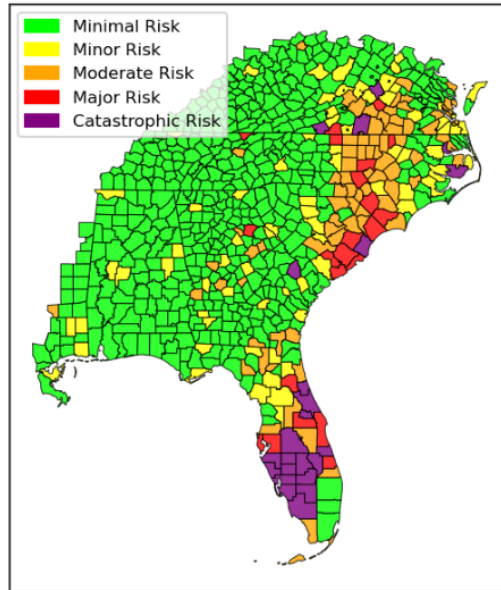 Minimal Risk
Minor Risk
Moderate Risk
Major Risk
Catastrophic Risk